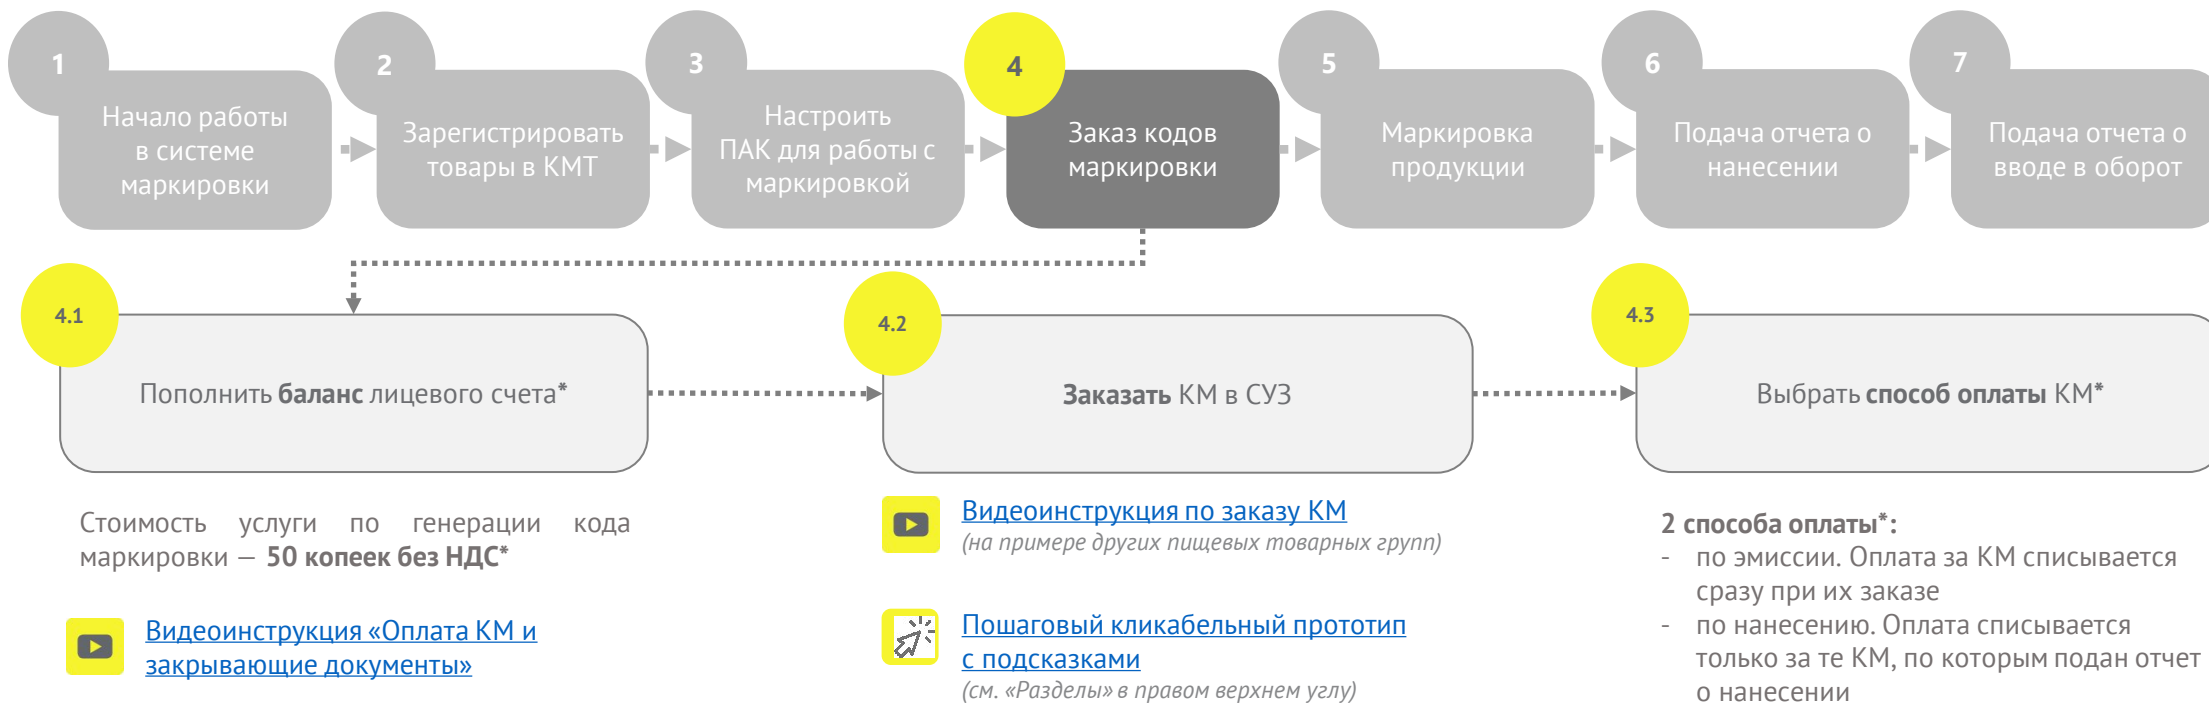 1
Начало работы
в системе
маркировки
2
Зарегистрировать
товары в КМТ
3
Настроить
ПАК для работы с
маркировкой
4
Заказ кодов
маркировки
5
Маркировка
продукции
6
Подача отчета о
нанесении
7
Подача отчета о
вводе в оборот
4.1
Пополнить баланс лицевого счета*
4.2
Заказать КМ в СУЗ
4.3
Выбрать способ оплаты КМ*
Стоимость услуги по генерации кода
маркировки — 50 копеек без НДС*
Видеоинструкция «Оплата КМ и
закрывающие документы»
Видеоинструкция по заказу КМ
(на примере других пищевых товарных групп)
Пошаговый кликабельный прототип
с подсказками
(см. «Разделы» в правом верхнем углу)
2 способа оплаты*:
- по эмиссии. Оплата за КМ списывается
сразу при их заказе
- по нанесению. Оплата списывается
только за те КМ, по которым подан отчет
о нанесении